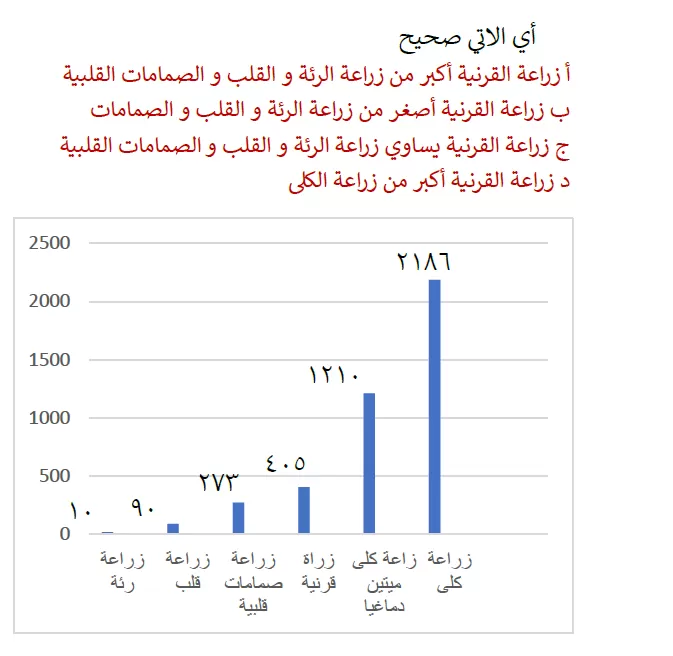 أي الاتي صحيح
أ زراعة القرنية أكبر من زراعة الرئة و القلب و الصمامات القلبية
ب زراعة القرنية أصغر من زراعة الرئة و القلب و الصمامات
ج زراعة القرنية يساوي زراعة الرئة و القلب و الصمامات القلبية
د زراعة القرنية أكبر من زراعة الكلى
2500
2000
1500
1000
500
0
١٠
٩٠
٢٧٣
٤٠٥
١٢١٠
٢١٨٦
زراعة
رئة
زراعة
قلب
زراعة
صمامات
قلبية
زراة
قرنية
زاعة كلى
ميتين
دماغيا
زراعة
كلى